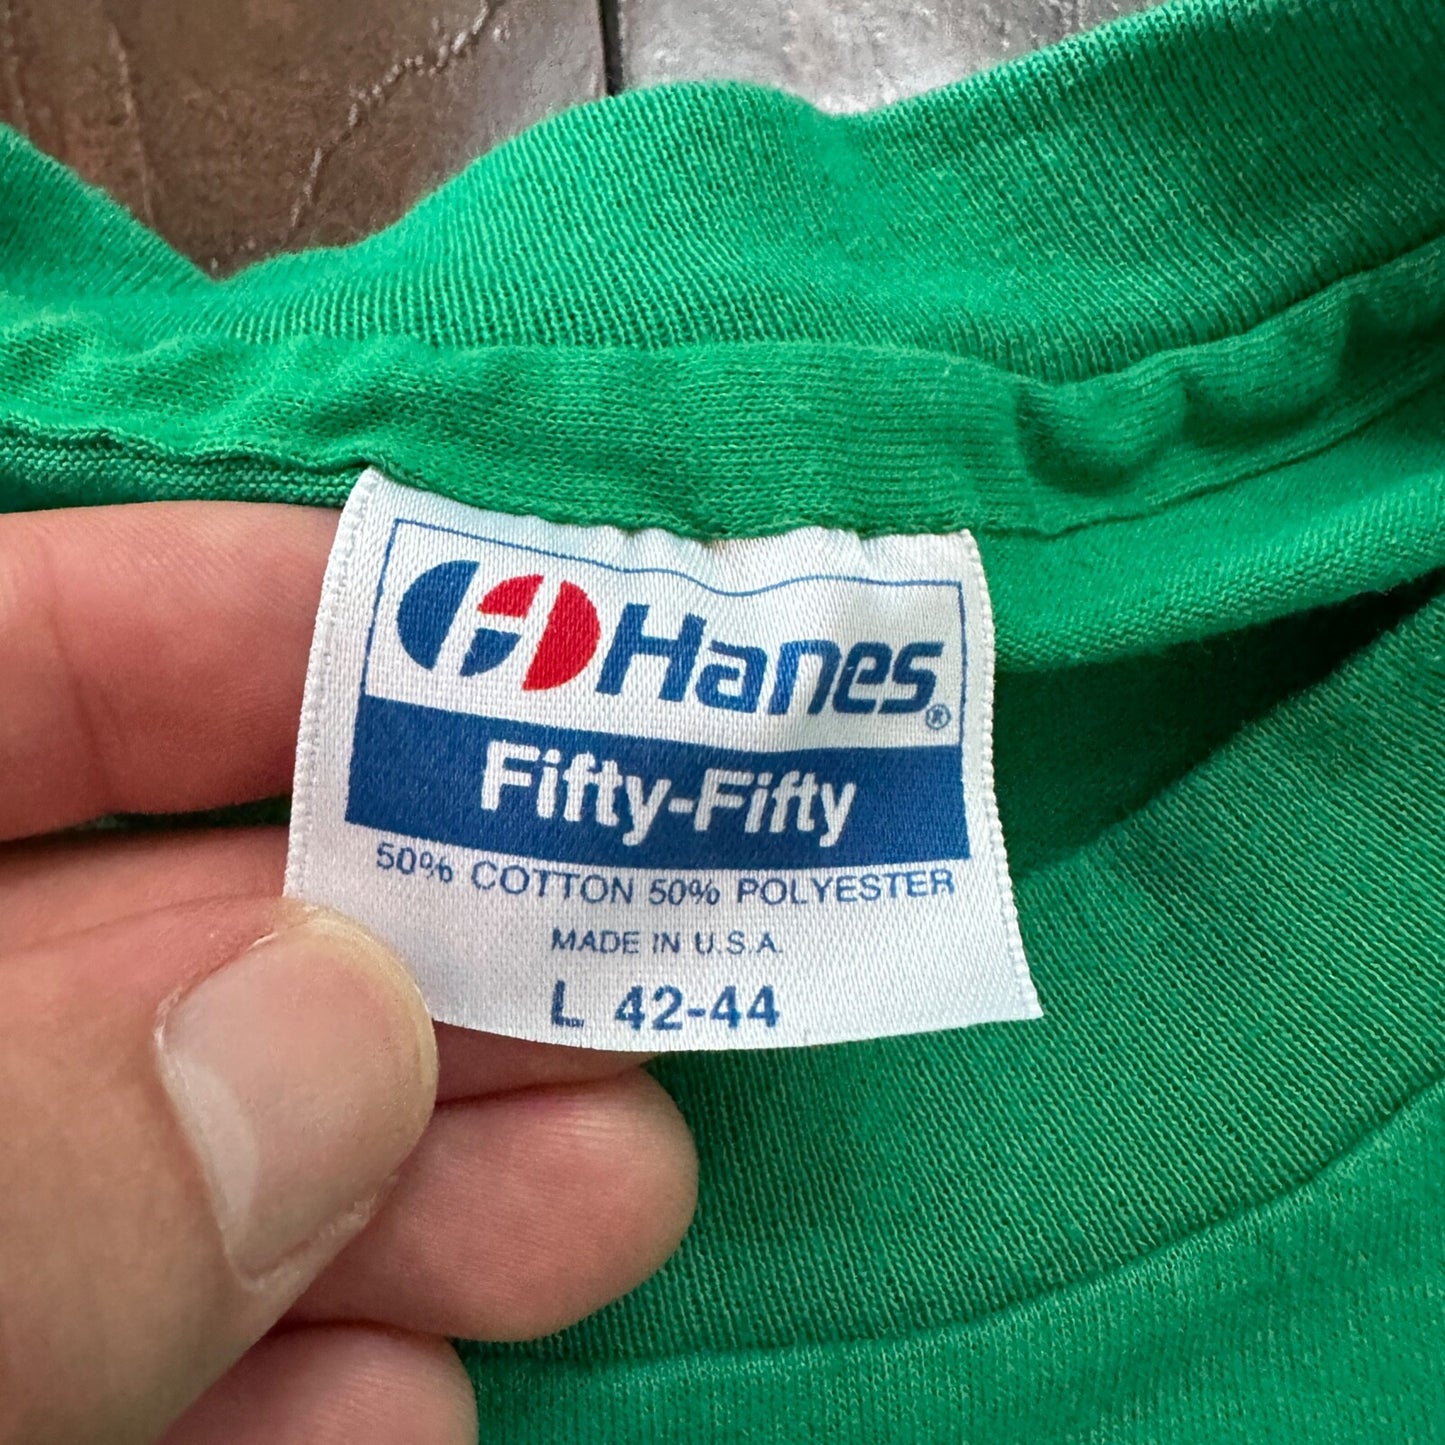 Hanes®
Fifty-Fifty
50% COTTON 50% POLYESTER
MADE IN U.S.A.
L 42-44